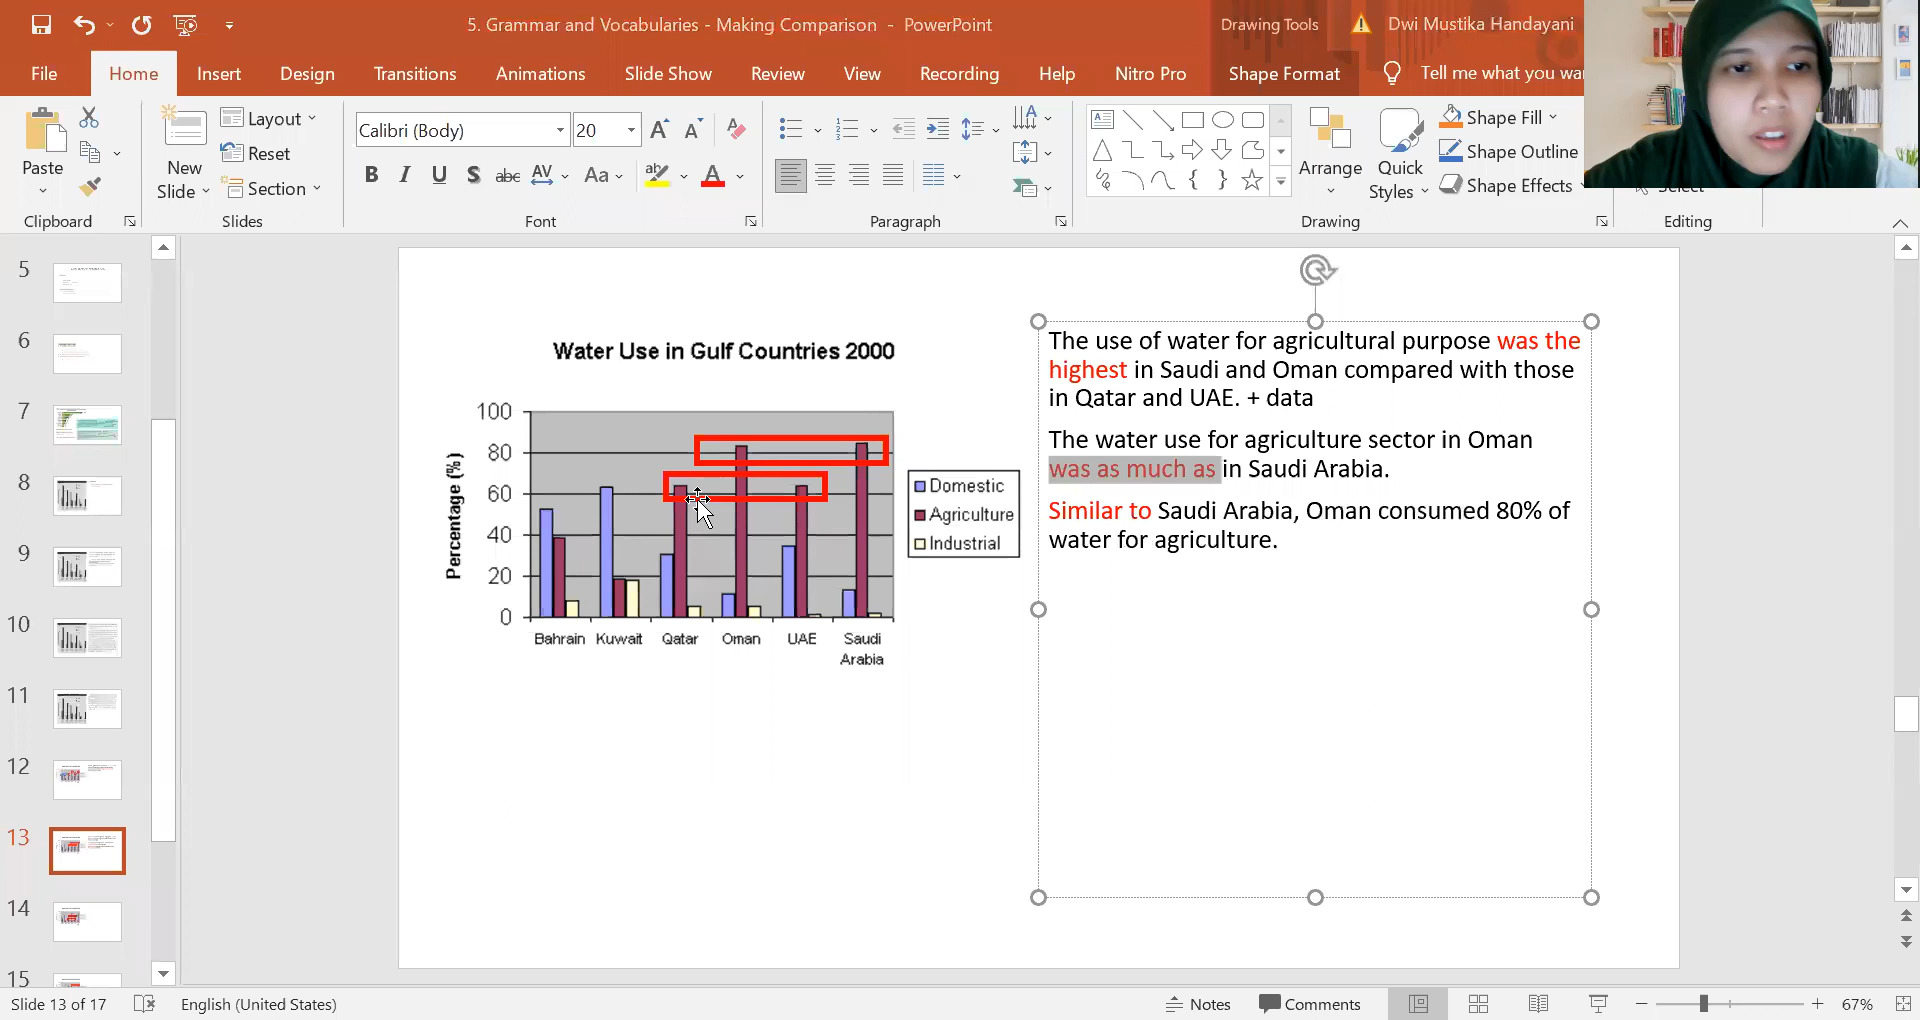 5. Grammar and Vocabularies - Making Comparison - PowerPoint
Drawing Tools
Dwi Mustika Handayani
File Home Insert Design Transitions Animations Slide Show Review View Recording Help Nitro Pro Shape Format Tell me what you wa
Paste
Clipboard
New
Slide
Layout
Reset
Section
Slides
Calibri (Body) 20
B I U S abc AV Aa A
Font
Paragraph
Arrange
Quick
Styles
Shape Fill
Shape Outline
Shape Effects
Drawing
Select
Editing
5
6
7
8
9
10
11
12
13
14
15
Water Use in Gulf Countries 2000
Percentage (%)
100
80
60
40
20
0
Bahrain Kuwait Qatar Oman UAE Saudi
Arabia
Domestic
Agriculture
Industrial
The use of water for agricultural purpose was the
highest in Saudi and Oman compared with those
in Qatar and UAE. + data
The water use for agriculture sector in Oman
was as much as in Saudi Arabia.
Similar to Saudi Arabia, Oman consumed 80% of
water for agriculture.
Slide 13 of 17 English (United States) Notes Comments 67%